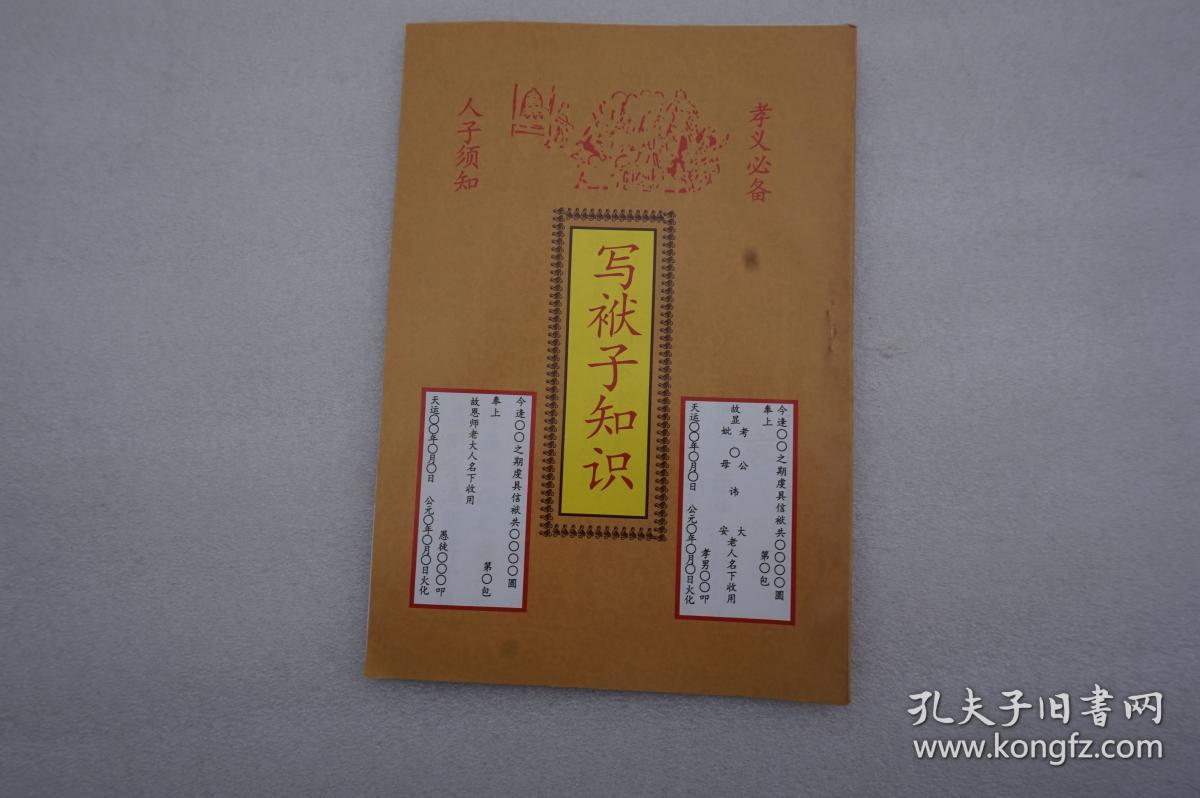 孝义必备
人子须知
写袱子知识
今逢〇〇之期虔具信袱共〇〇〇〇圆
奉上 第〇包
故显考妣〇公母讳大安老人名下收用
孝男〇〇叩
天运〇〇年〇月〇日 公元〇年〇月〇日火化
今逢〇〇之期虔具信袱共〇〇〇〇圆
奉上 第〇包
故恩师老大人名下收用
愚徒〇〇〇叩
天运〇〇年〇月〇日 公元〇年〇月〇日火化
孔夫子旧书网
www.kongfz.com